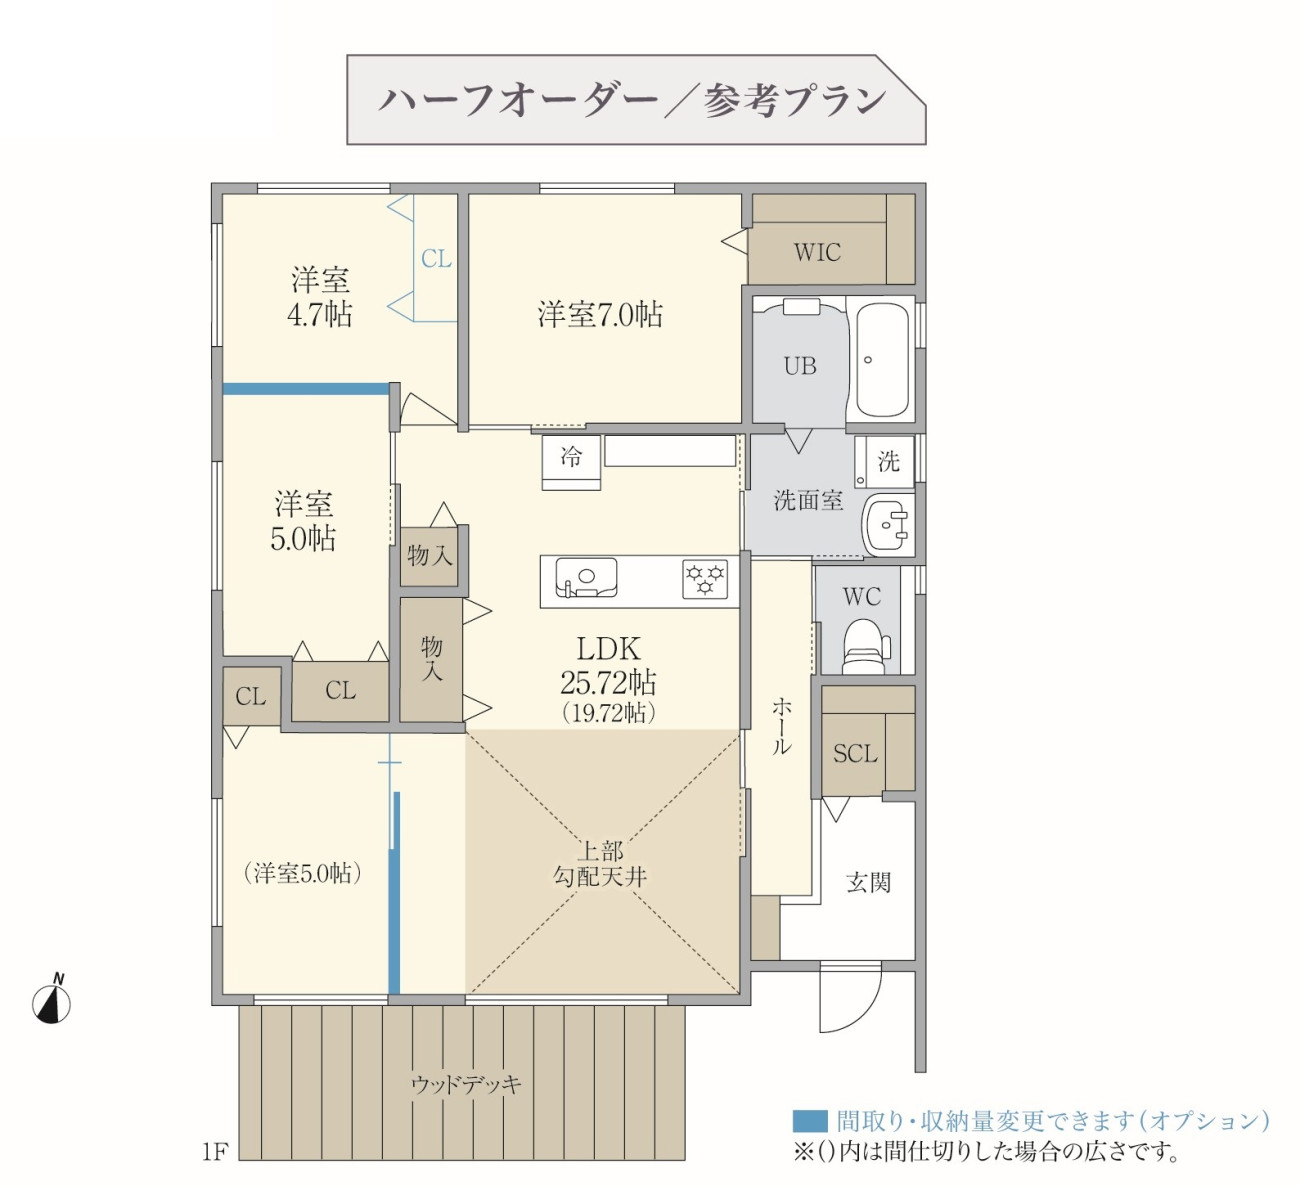 ハーフオーダー／参考プラン
洋室
4.7帖
CL
洋室7.0帖
WIC
UB
洋室
5.0帖
冷
洗
洗面室
物入
WC
物入
LDK
25.72帖
（19.72帖）
CL
CL
ホール
SCL
（洋室5.0帖）
上部
勾配天井
玄関
N
ウッドデッキ
1F
間取り・収納量変更できます（オプション）
※（）内は間仕切りした場合の広さです。